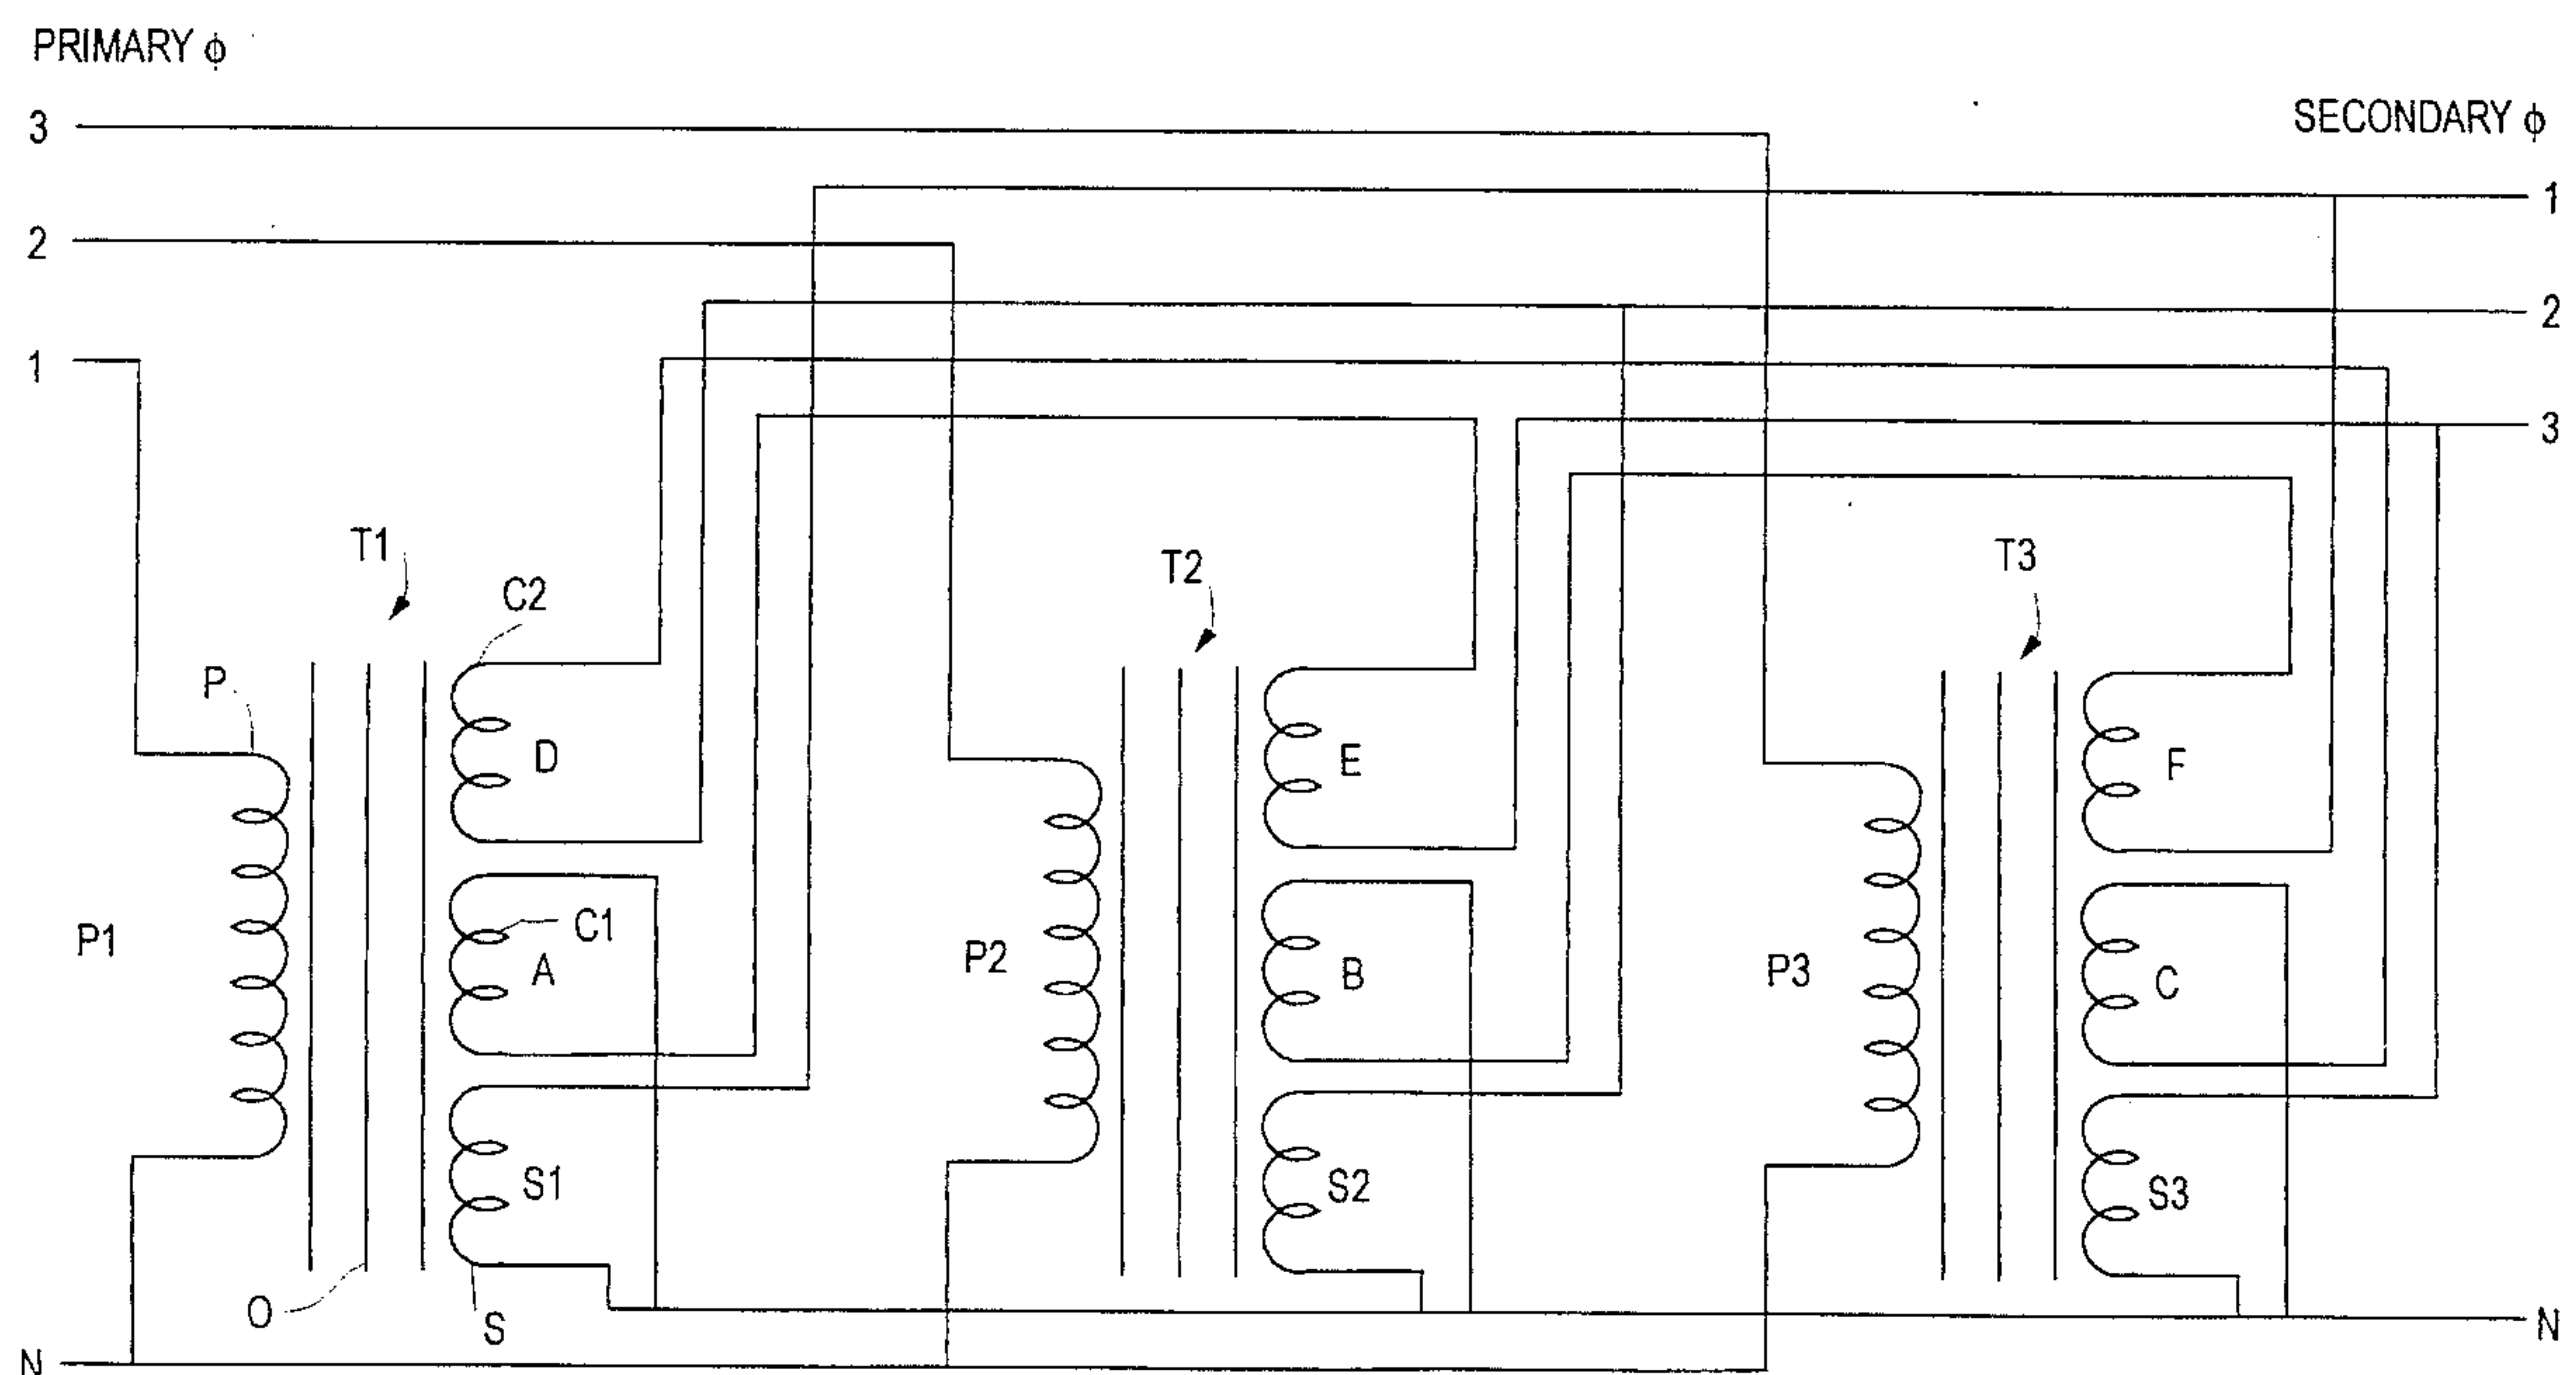 PRIMARY ϕ
SECONDARY ϕ
3
1
2
2
1
3
T1
T2
T3
C2
P
D
E
F
P1
C1
A
P2
B
P3
C
S1
S2
S3
O
S
N
N